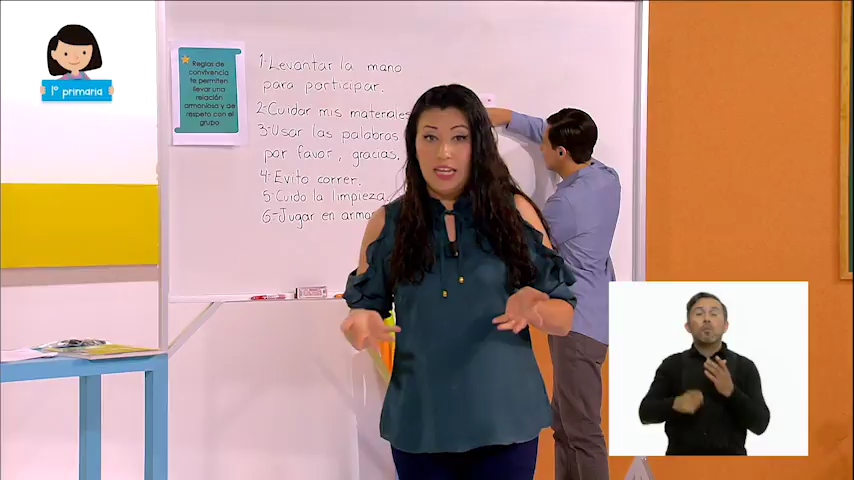 1º primaria
Reglas de
convivencia
te permiten
llevar una
relación
armoniosa y de
respeto con el
grupo
1-Levantar la mano
para participar.
2-Cuidar mis materiales
3-Usar las palabras
por favor, gracias.
4-Evito correr.
5-Cuido la limpieza.
6-Jugar en armo